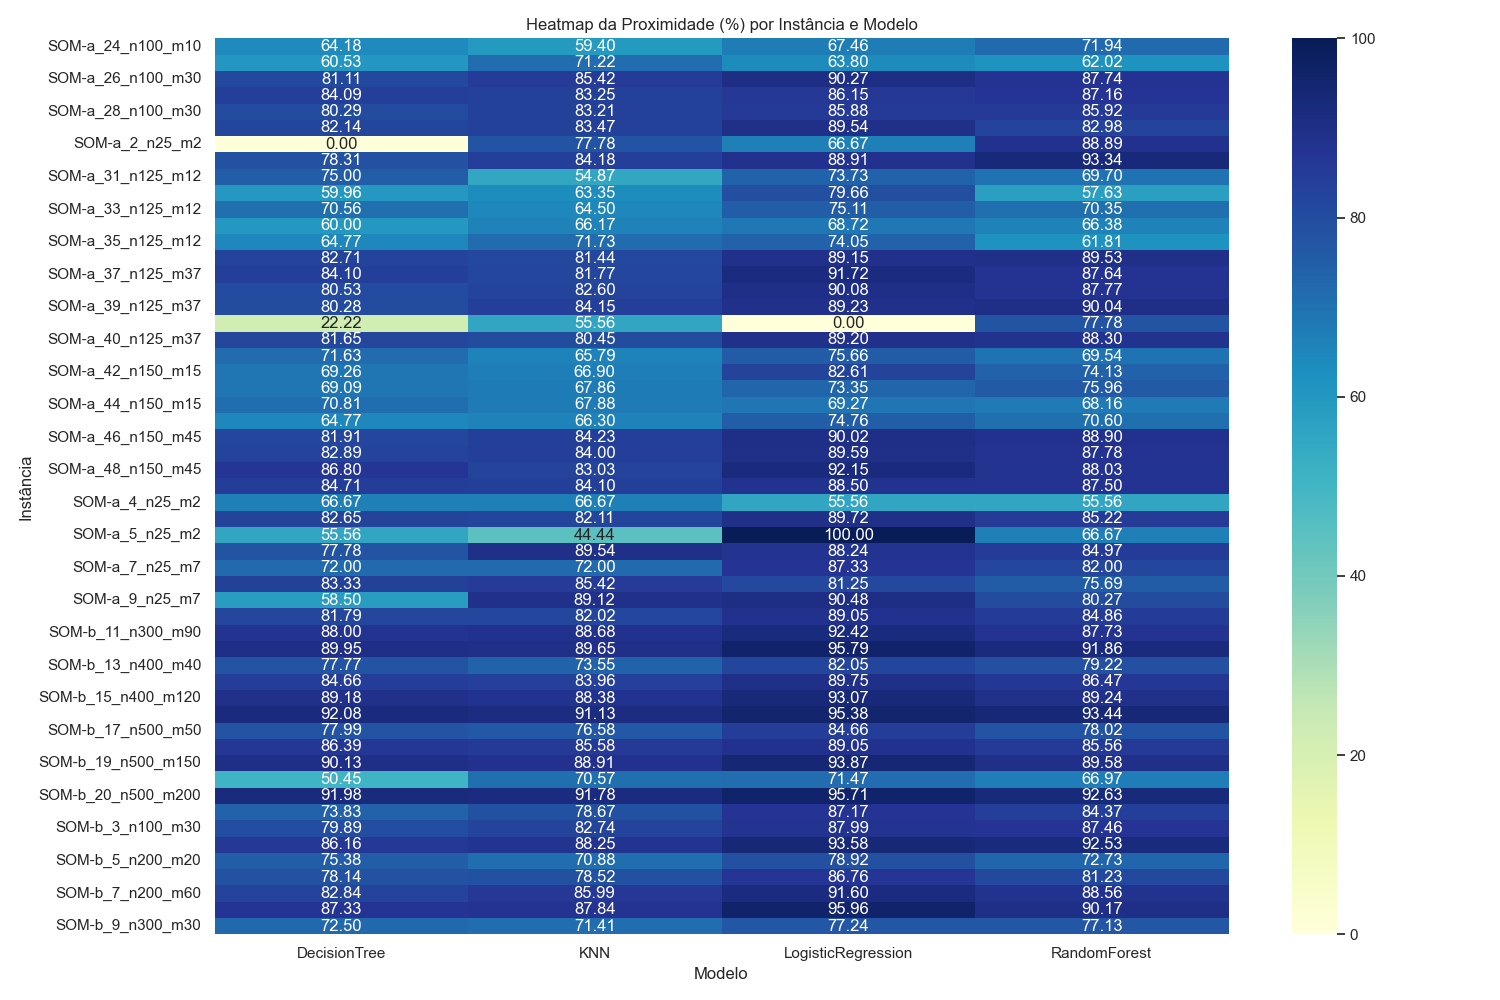 Heatmap da Proximidade (%) por Instância e Modelo
SOM-a_24_n100_m10 64.18 59.40 67.46 71.94
60.53 71.22 63.80 62.02
SOM-a_26_n100_m30 81.11 85.42 90.27 87.74
84.09 83.25 86.15 87.16
SOM-a_28_n100_m30 80.29 83.21 85.88 85.92
82.14 83.47 89.54 82.98
SOM-a_2_n25_m2 0.00 77.78 66.67 88.89
78.31 84.18 88.91 93.34
SOM-a_31_n125_m12 75.00 54.87 73.73 69.70
59.96 63.35 79.66 57.63
SOM-a_33_n125_m12 70.56 64.50 75.11 70.35
60.00 66.17 68.72 66.38
SOM-a_35_n125_m12 64.77 71.73 74.05 61.81
82.71 81.44 89.15 89.53
SOM-a_37_n125_m37 84.10 81.77 91.72 87.64
80.53 82.60 90.08 87.77
SOM-a_39_n125_m37 80.28 84.15 89.23 90.04
22.22 55.56 0.00 77.78
SOM-a_40_n125_m37 81.65 80.45 89.20 88.30
71.63 65.79 75.66 69.54
SOM-a_42_n150_m15 69.26 66.90 82.61 74.13
69.09 67.86 73.35 75.96
SOM-a_44_n150_m15 70.81 67.88 69.27 68.16
64.77 66.30 74.76 70.60
SOM-a_46_n150_m45 81.91 84.23 90.02 88.90
82.89 84.00 89.59 87.78
SOM-a_48_n150_m45 86.80 83.03 92.15 88.03
84.71 84.10 88.50 87.50
SOM-a_4_n25_m2 66.67 66.67 55.56 55.56
82.65 82.11 89.72 85.22
SOM-a_5_n25_m2 55.56 44.44 100.00 66.67
77.78 89.54 88.24 84.97
SOM-a_7_n25_m7 72.00 72.00 87.33 82.00
83.33 85.42 81.25 75.69
SOM-a_9_n25_m7 58.50 89.12 90.48 80.27
81.79 82.02 89.05 84.86
SOM-b_11_n300_m90 88.00 88.68 92.42 87.73
89.95 89.65 95.79 91.86
SOM-b_13_n400_m40 77.77 73.55 82.05 79.22
84.66 83.96 89.75 86.47
SOM-b_15_n400_m120 89.18 88.38 93.07 89.24
92.08 91.13 95.38 93.44
SOM-b_17_n500_m50 77.99 76.58 84.66 78.02
86.39 85.58 89.05 85.56
SOM-b_19_n500_m150 90.13 88.91 93.87 89.58
50.45 70.57 71.47 66.97
SOM-b_20_n500_m200 91.98 91.78 95.71 92.63
73.83 78.67 87.17 84.37
SOM-b_3_n100_m30 79.89 82.74 87.99 87.46
86.16 88.25 93.58 92.53
SOM-b_5_n200_m20 75.38 70.88 78.92 72.73
78.14 78.52 86.76 81.23
SOM-b_7_n200_m60 82.84 85.99 91.60 88.56
87.33 87.84 95.96 90.17
SOM-b_9_n300_m30 72.50 71.41 77.24 77.13
DecisionTree KNN LogisticRegression RandomForest
Modelo
Instância
100
80
60
40
20
0